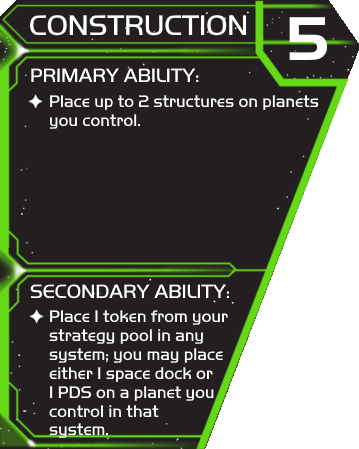 CONSTRUCTION
5
PRIMARY ABILITY:
Place up to 2 structures on planets
you control.
SECONDARY ABILITY:
Place 1 token from your
strategy pool in any
system; you may place
either 1 space dock or
1 PDS on a planet you
control in that
system.